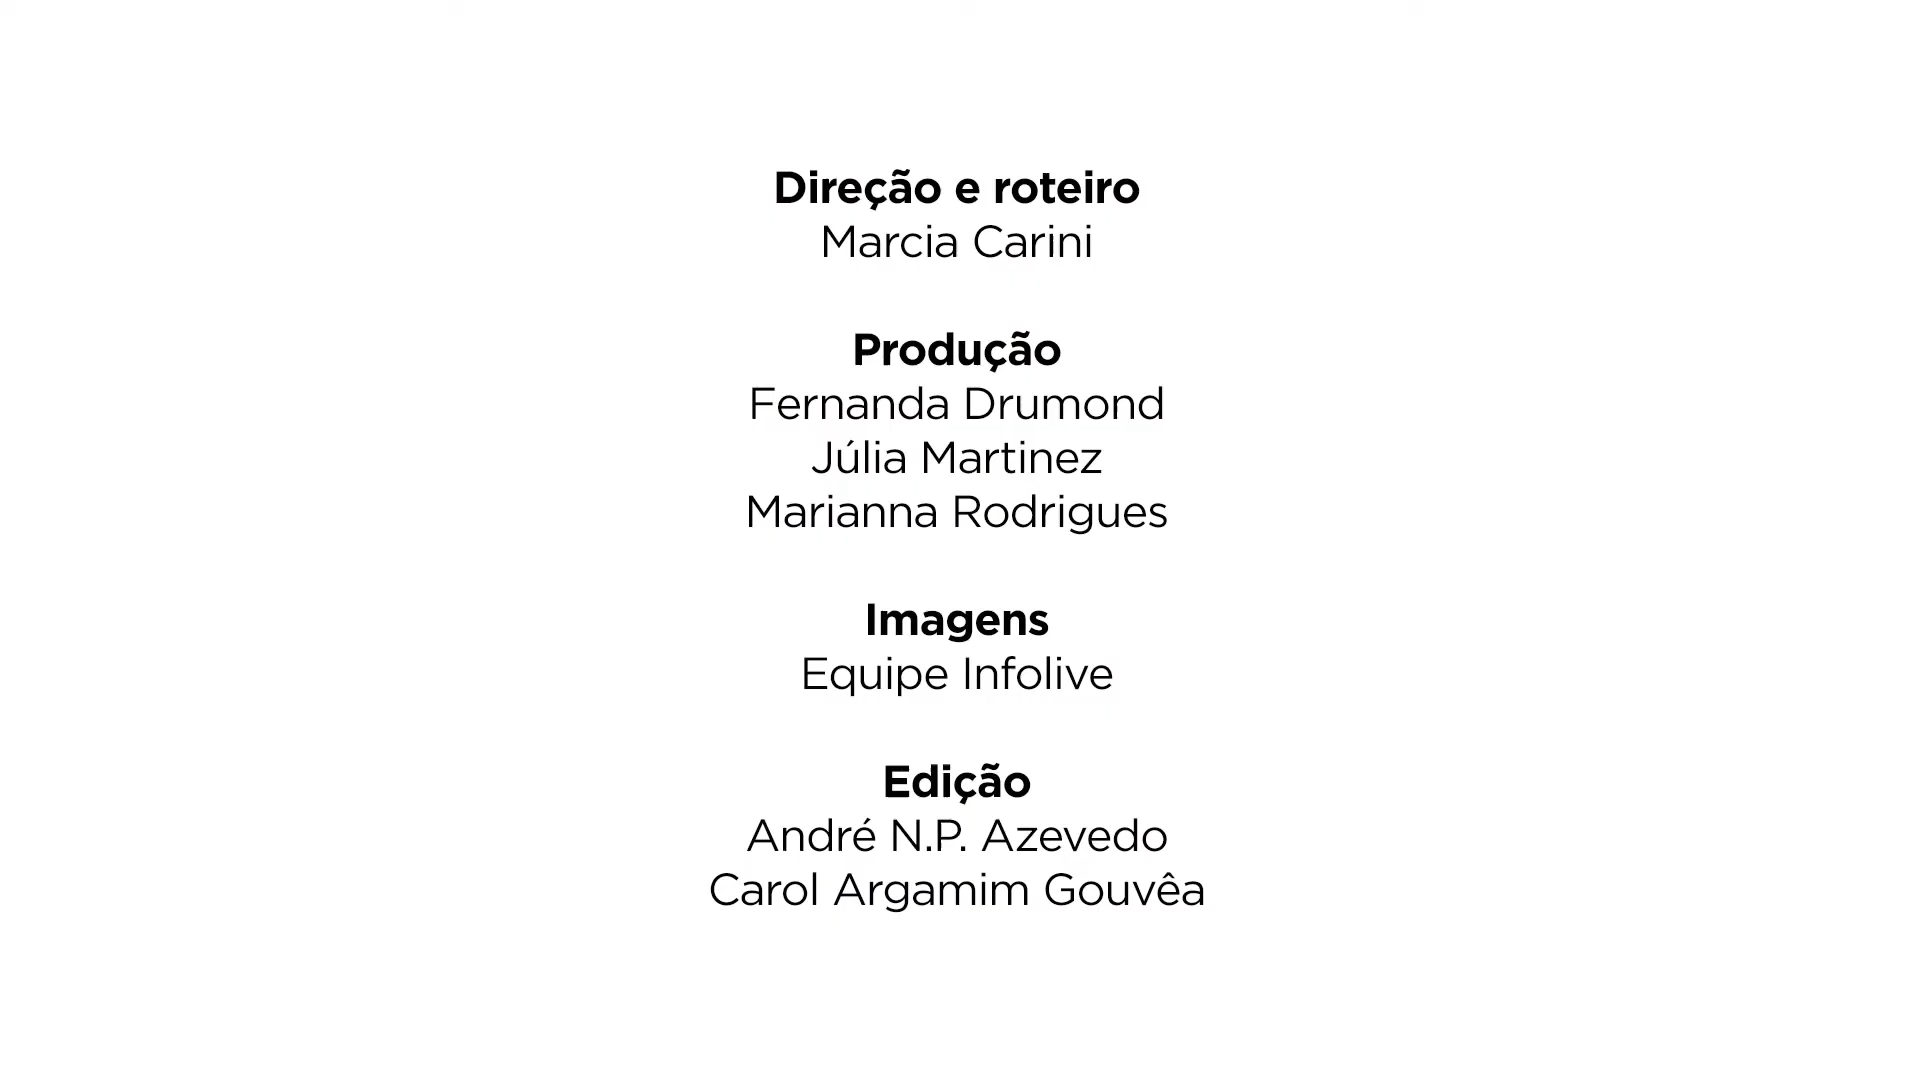 Direção e roteiro
Marcia Carini
Produção
Fernanda Drumond
Júlia Martinez
Marianna Rodrigues
Imagens
Equipe Infolive
Edição
André N.P. Azevedo
Carol Argamim Gouvêa